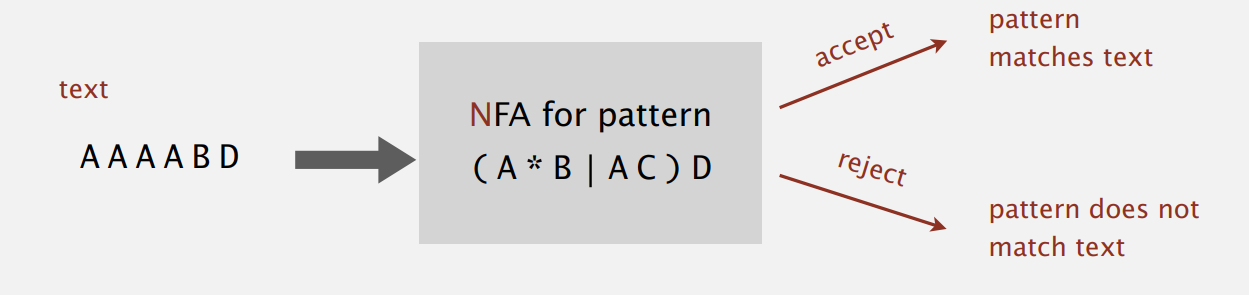 text
A A A A B D
NFA for pattern
( A * B | A C ) D
accept
pattern
matches text
reject
pattern does not
match text